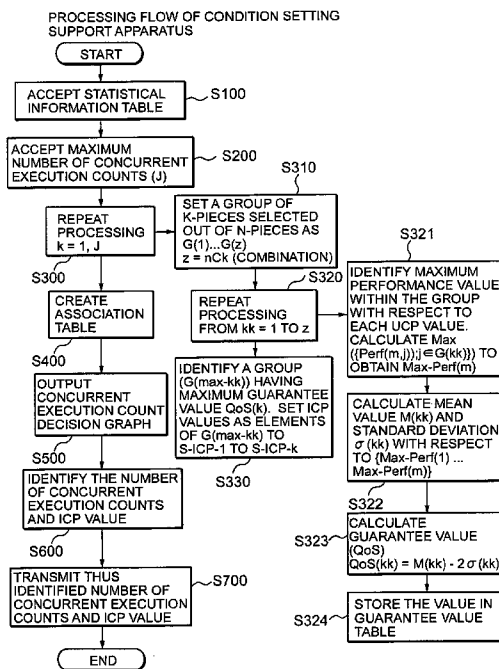 PROCESSING FLOW OF CONDITION SETTING
SUPPORT APPARATUS
START
S100
ACCEPT STATISTICAL
INFORMATION TABLE
S200
ACCEPT MAXIMUM
NUMBER OF CONCURRENT
EXECUTION COUNTS (J)
REPEAT
PROCESSING
k = 1, J
S300
CREATE
ASSOCIATION
TABLE
S400
OUTPUT
CONCURRENT
EXECUTION COUNT
DECISION GRAPH
S500
IDENTIFY THE NUMBER
OF CONCURRENT
EXECUTION COUNTS
AND ICP VALUE
S600
S700
TRANSMIT THUS
IDENTIFIED NUMBER OF
CONCURRENT EXECUTION
COUNTS AND ICP VALUE
END
S310
SET A GROUP OF
K-PIECES SELECTED
OUT OF N-PIECES AS
G(1)...G(z)
z = nCk (COMBINATION)
S320
REPEAT
PROCESSING
FROM kk = 1 TO z
IDENTIFY A GROUP
(G(max-kk)) HAVING
MAXIMUM GUARANTEE
VALUE QoS(k). SET ICP
VALUES AS ELEMENTS
OF G(max-kk) TO
S-ICP-1 TO S-ICP-k
S330
S321
IDENTIFY MAXIMUM
PERFORMANCE VALUE
WITHIN THE GROUP
WITH RESPECT TO
EACH UCP VALUE.
CALCULATE Max
({Perf(m,j));j∈G(kk)}) TO
OBTAIN Max-Perf(m)
CALCULATE MEAN
VALUE M(kk) AND
STANDARD DEVIATION
σ(kk) WITH RESPECT
TO {Max-Perf(1) ...
Max-Perf(m)}
S322
S323
CALCULATE
GUARANTEE VALUE
(QoS)
QoS(kk) = M(kk) - 2σ(kk)
S324
STORE THE VALUE IN
GUARANTEE VALUE
TABLE